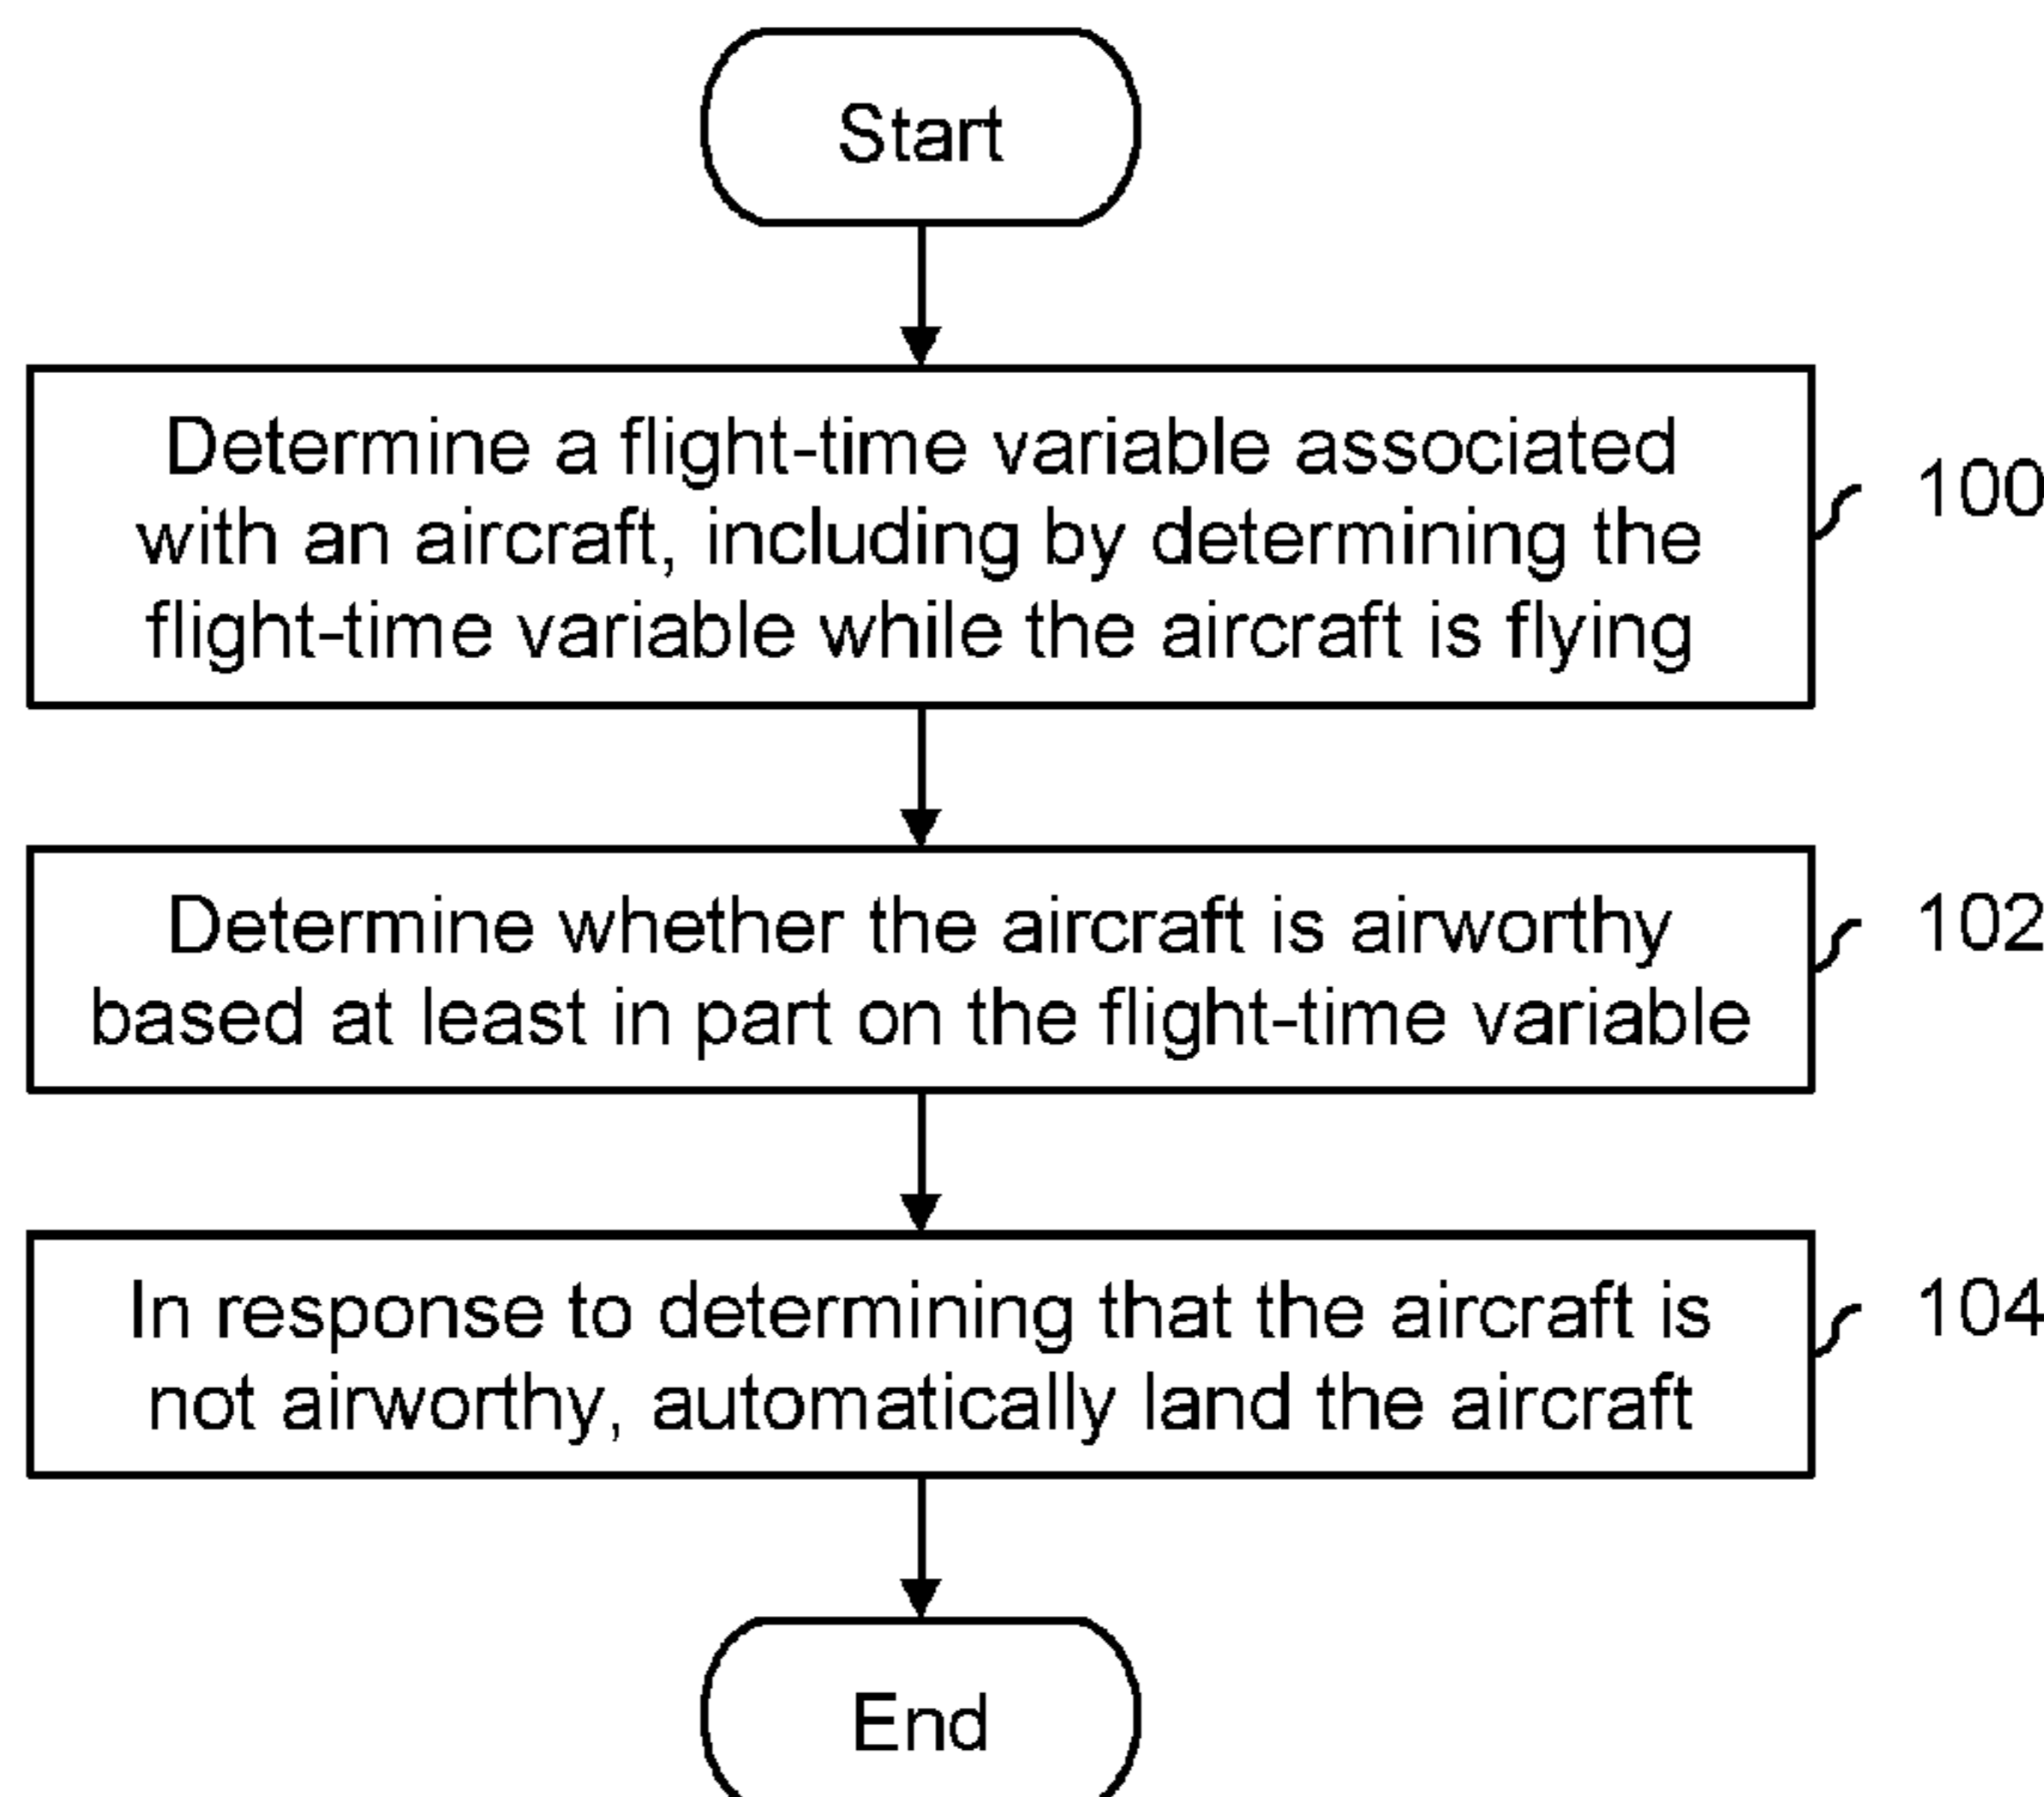 Start
Determine a flight-time variable associated
with an aircraft, including by determining the
flight-time variable while the aircraft is flying
100
Determine whether the aircraft is airworthy
based at least in part on the flight-time variable
102
In response to determining that the aircraft is
not airworthy, automatically land the aircraft
104
End